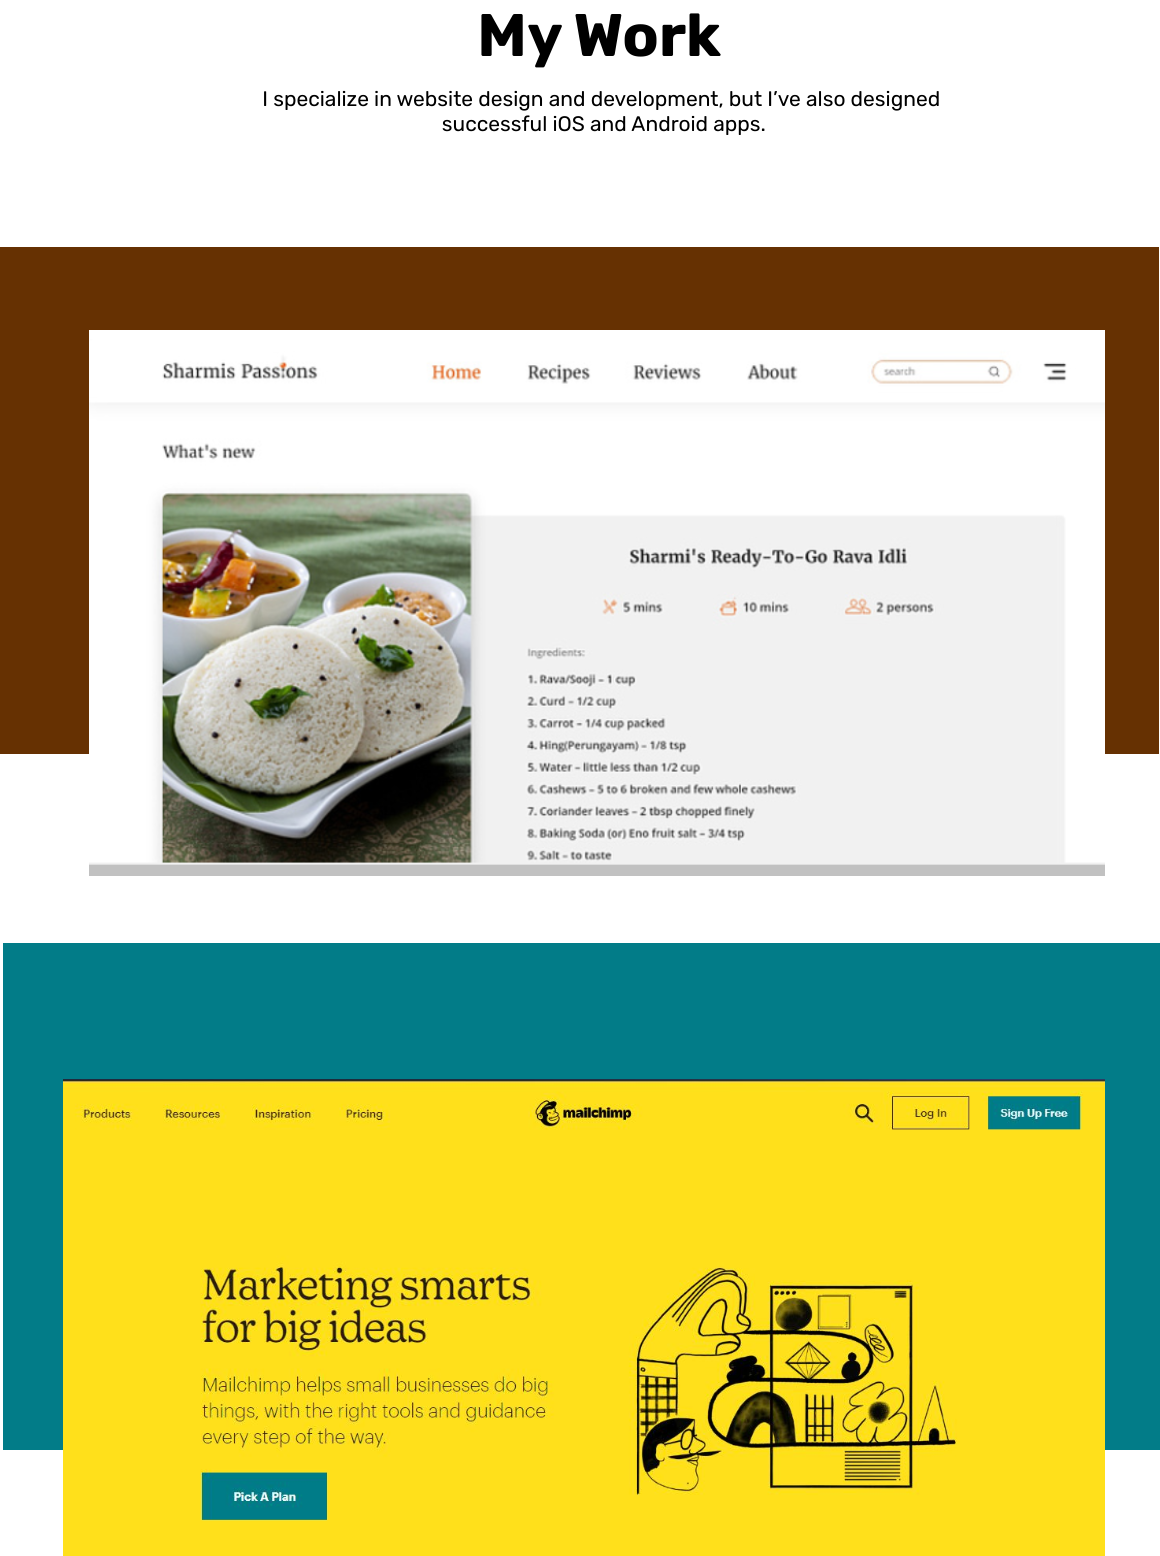 My Work
I specialize in website design and development, but I’ve also designed
successful iOS and Android apps.
Sharmis Passions
Home
Recipes
Reviews
About
search
What's new
Sharmi's Ready-To-Go Rava Idli
5 mins
10 mins
2 persons
Ingredients:
1. Rava/Sooji – 1 cup
2. Curd – 1/2 cup
3. Carrot – 1/4 cup packed
4. Hing(Perungayam) – 1/8 tsp
5. Water – little less than 1/2 cup
6. Cashews – 5 to 6 broken and few whole cashews
7. Coriander leaves – 2 tbsp chopped finely
8. Baking Soda (or) Eno fruit salt – 3/4 tsp
9. Salt – to taste
Products
Resources
Inspiration
Pricing
mailchimp
Log In
Sign Up Free
Marketing smarts
for big ideas
Mailchimp helps small businesses do big
things, with the right tools and guidance
every step of the way.
Pick A Plan